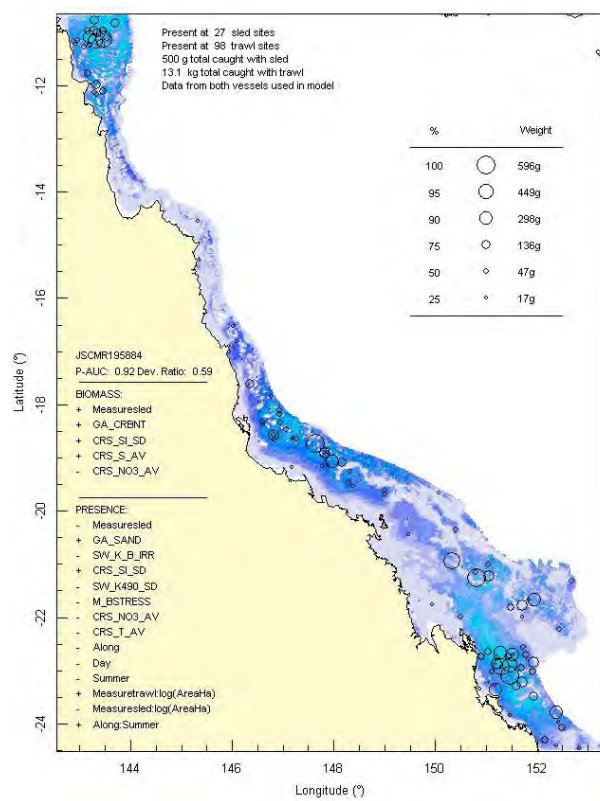 Present at 27 sled sites
Present at 98 trawl sites
500 g total caught with sled
13.1 kg total caught with trawl
Data from both vessels used in model
% Weight
100 596g
95 449g
90 298g
75 136g
50 47g
25 17g
-12
-14
-16
-18
-20
-22
-24
Latitude (°)
JSCMR195884
P-AUC: 0.92 Dev. Ratio: 0.59
BIOMASS:
+ Measuresled
+ GA_CRBNT
+ CRS_SI_SD
+ CRS_S_AV
- CRS_NO3_AV
PRESENCE:
- Measuresled
+ GA_SAND
- SW_K_B_IRR
+ CRS_SI_SD
- SW_K490_SD
- M_BSTRESS
- CRS_NO3_AV
- CRS_T_AV
- Along
- Day
- Summer
+ Measuretrawl:log(AreaHa)
- Measuresled:log(AreaHa)
+ Along:Summer
144 146 148 150 152
Longitude (°)